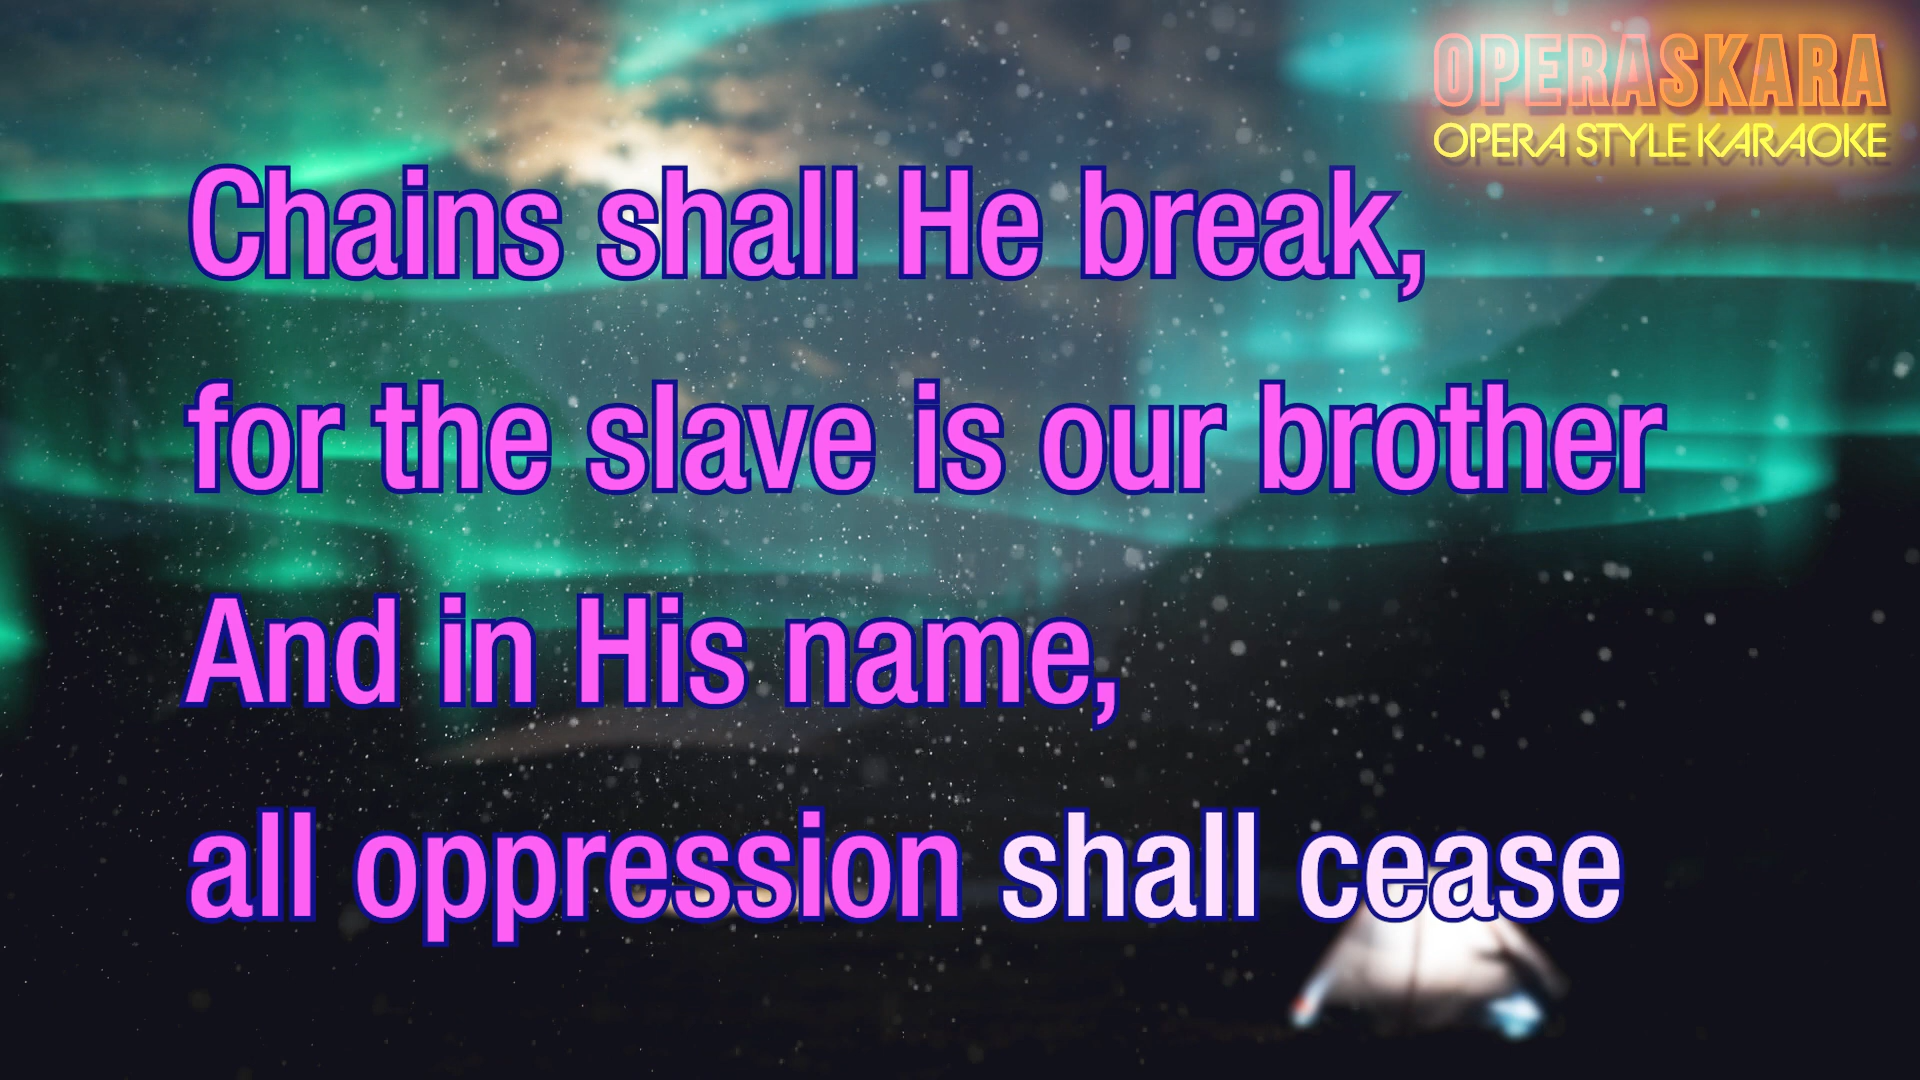 OPERASKARA
OPERA STYLE KARAOKE
Chains shall He break,
for the slave is our brother
And in His name,
all oppression shall cease